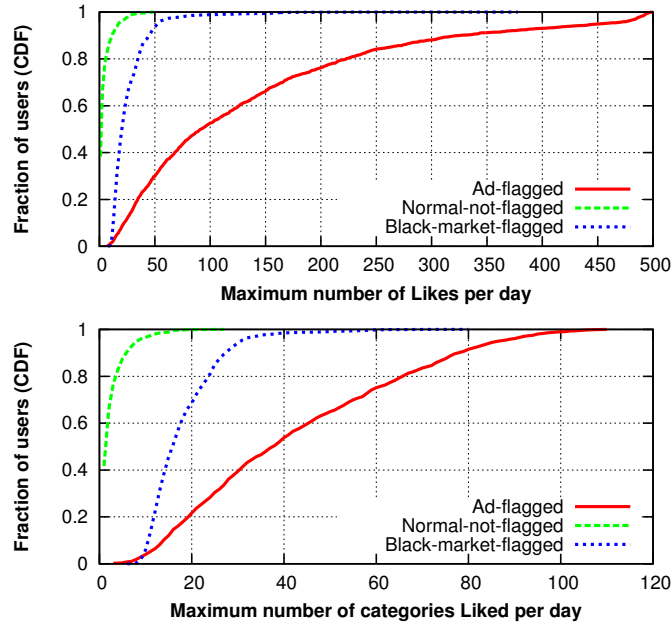 Fraction of users (CDF)
1
0.8
0.6
0.4
0.2
0
Ad-flagged
Normal-not-flagged
Black-market-flagged
0 50 100 150 200 250 300 350 400 450 500
Maximum number of Likes per day
Fraction of users (CDF)
1
0.8
0.6
0.4
0.2
0
Ad-flagged
Normal-not-flagged
Black-market-flagged
0 20 40 60 80 100 120
Maximum number of categories Liked per day